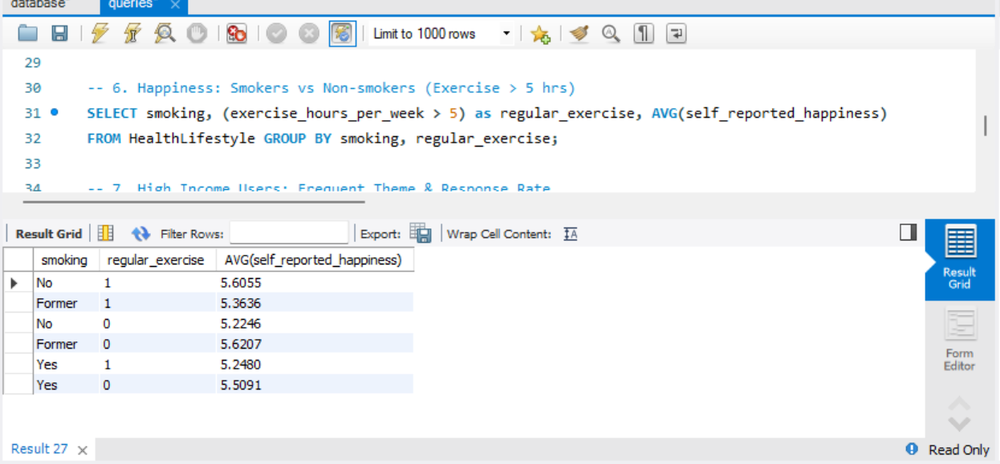 database*
queries*
Limit to 1000 rows
29
30 -- 6. Happiness: Smokers vs Non-smokers (Exercise > 5 hrs)
31 SELECT smoking, (exercise_hours_per_week > 5) as regular_exercise, AVG(self_reported_happiness)
32 FROM HealthLifestyle GROUP BY smoking, regular_exercise;
33
34 -- 7. High Income Users: Frequent Theme & Response Rate
Result Grid Filter Rows: Export: Wrap Cell Content: IA
smoking regular_exercise AVG(self_reported_happiness)
No 1 5.6055
Former 1 5.3636
No 0 5.2246
Former 0 5.6207
Yes 1 5.2480
Yes 0 5.5091
Result
Grid
Form
Editor
Result 27
Read Only